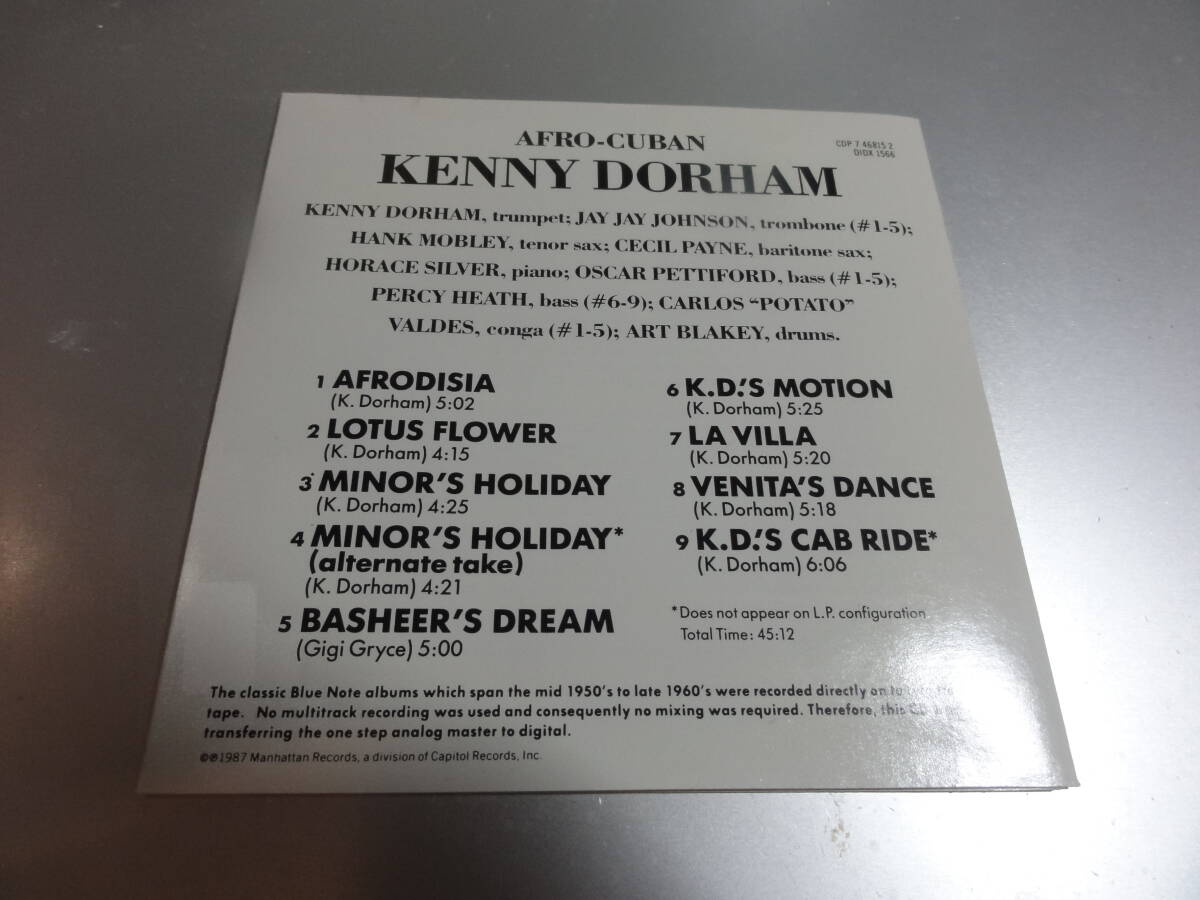 AFRO-CUBAN
CDP 7 46815 2
DIDX 1566
KENNY DORHAM
KENNY DORHAM, trumpet; JAY JAY JOHNSON, trombone (#1-5);
HANK MOBLEY, tenor sax; CECIL PAYNE, baritone sax;
HORACE SILVER, piano; OSCAR PETTIFORD, bass (#1-5);
PERCY HEATH, bass (#6-9); CARLOS “POTATO”
VALDES, conga (#1-5); ART BLAKEY, drums.
1 AFRODISIA
(K. Dorham) 5:02
2 LOTUS FLOWER
(K. Dorham) 4:15
3 MINOR'S HOLIDAY
(K. Dorham) 4:25
4 MINOR'S HOLIDAY*
(alternate take)
(K. Dorham) 4:21
5 BASHEER'S DREAM
(Gigi Gryce) 5:00
6 K.D.'S MOTION
(K. Dorham) 5:25
7 LA VILLA
(K. Dorham) 5:20
8 VENITA'S DANCE
(K. Dorham) 5:18
9 K.D.'S CAB RIDE*
(K. Dorham) 6:06
*Does not appear on L.P. configuration
Total Time: 45:12
The classic Blue Note albums which span the mid 1950's to late 1960's were recorded directly on to
tape. No multitrack recording was used and consequently no mixing was required. Therefore, this CD
transferring the one step analog master to digital.
©℗1987 Manhattan Records, a division of Capitol Records, Inc.